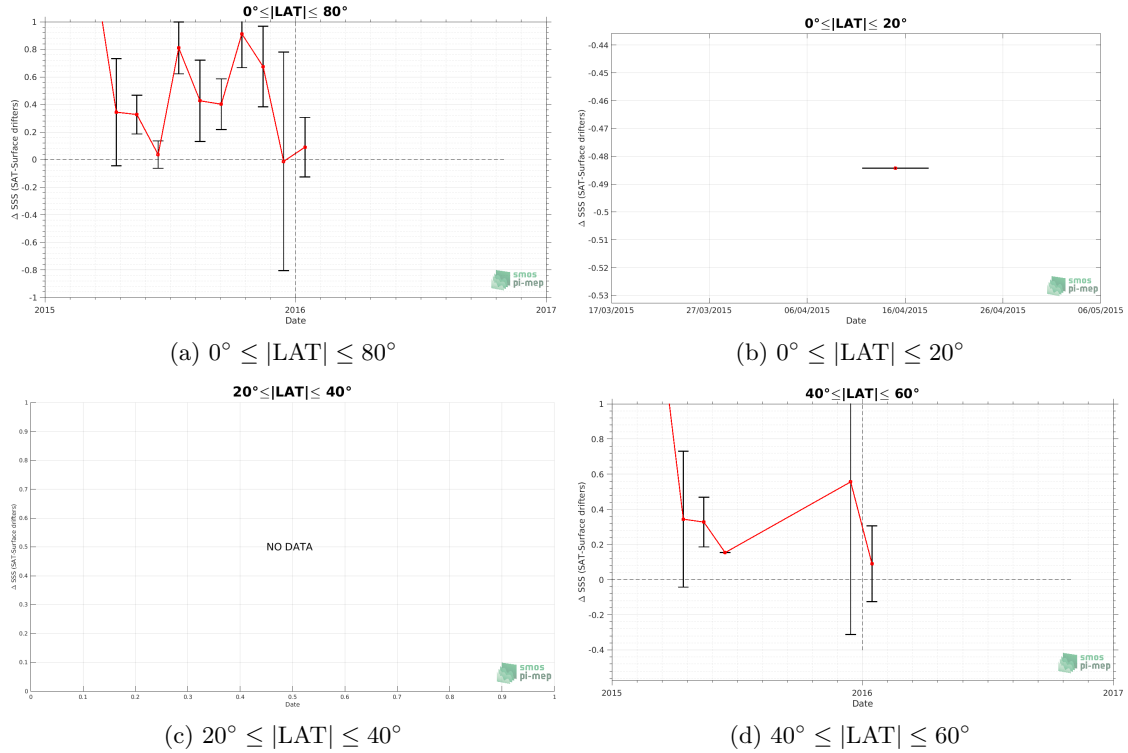 0°≤|LAT|≤ 80°
1
0.8
0.6
0.4
0.2
0
-0.2
-0.4
-0.6
-0.8
-1
Δ SSS (SAT-Surface drifters)
2015
2016
2017
Date
smos
pi-mep
(a) 0° ≤ |LAT| ≤ 80°
0°≤|LAT|≤ 20°
-0.44
-0.45
-0.46
-0.47
-0.48
-0.49
-0.5
-0.51
-0.52
-0.53
Δ SSS (SAT-Surface drifters)
17/03/2015
27/03/2015
06/04/2015
16/04/2015
26/04/2015
06/05/2015
Date
smos
pi-mep
(b) 0° ≤ |LAT| ≤ 20°
20°≤|LAT|≤ 40°
1
0.9
0.8
0.7
0.6
0.5
0.4
0.3
0.2
0.1
0
Δ SSS (SAT-Surface drifters)
NO DATA
0
0.1
0.2
0.3
0.4
0.5
0.6
0.7
0.8
0.9
1
Date
smos
pi-mep
(c) 20° ≤ |LAT| ≤ 40°
40°≤|LAT|≤ 60°
1
0.8
0.6
0.4
0.2
0
-0.2
-0.4
Δ SSS (SAT-Surface drifters)
2015
2016
2017
Date
smos
pi-mep
(d) 40° ≤ |LAT| ≤ 60°